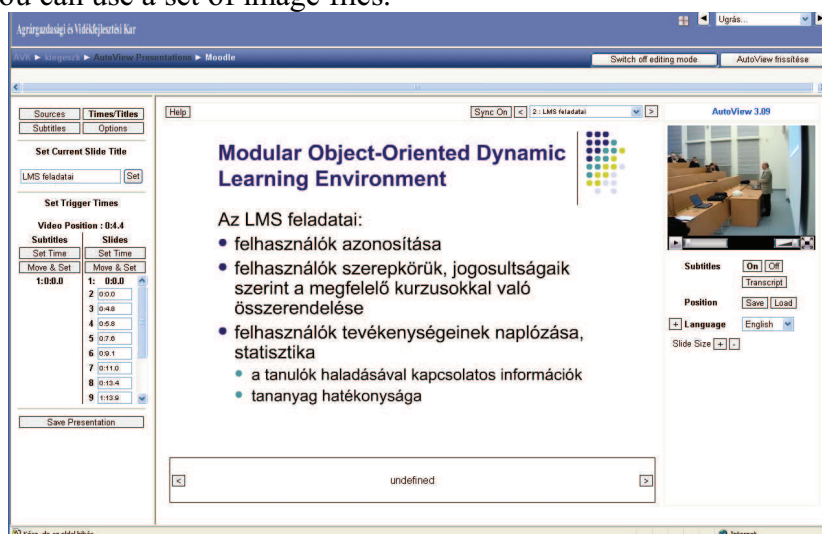 ou can use a set of image files.
Agrárgazdasági és Vidékfejlesztési Kar
Ugrás...
AVK ► kingeszk ► AutoView Presentations ► Moodle
Switch off editing mode
AutoView frissítése
Sources
Times/Titles
Subtitles
Options
Set Current Slide Title
LMS feladatai
Set
Set Trigger Times
Video Position : 0:4.4
Subtitles
Slides
Set Time
Set Time
Move & Set
Move & Set
1:0:0.0
1: 0:0.0
2 0:0.0
3 0:4.8
4 0:5.8
5 0:7.6
6 0:9.1
7 0:11.0
8 0:13.4
9 1:13.9
Save Presentation
Help
Sync On
<
2 : LMS feladatai
>
Modular Object-Oriented Dynamic
Learning Environment
Az LMS feladatai:
• felhasználók azonosítása
• felhasználók szerepkörük, jogosultságaik
szerint a megfelelő kurzusokkal való
összerendelése
• felhasználók tevékenységeinek naplózása,
statisztika
• a tanulók haladásával kapcsolatos információk
• tananyag hatékonysága
<
undefined
>
AutoView 3.09
Subtitles
On
Off
Transcript
Position
Save
Load
+
Language
English
Slide Size
+
-
Internet